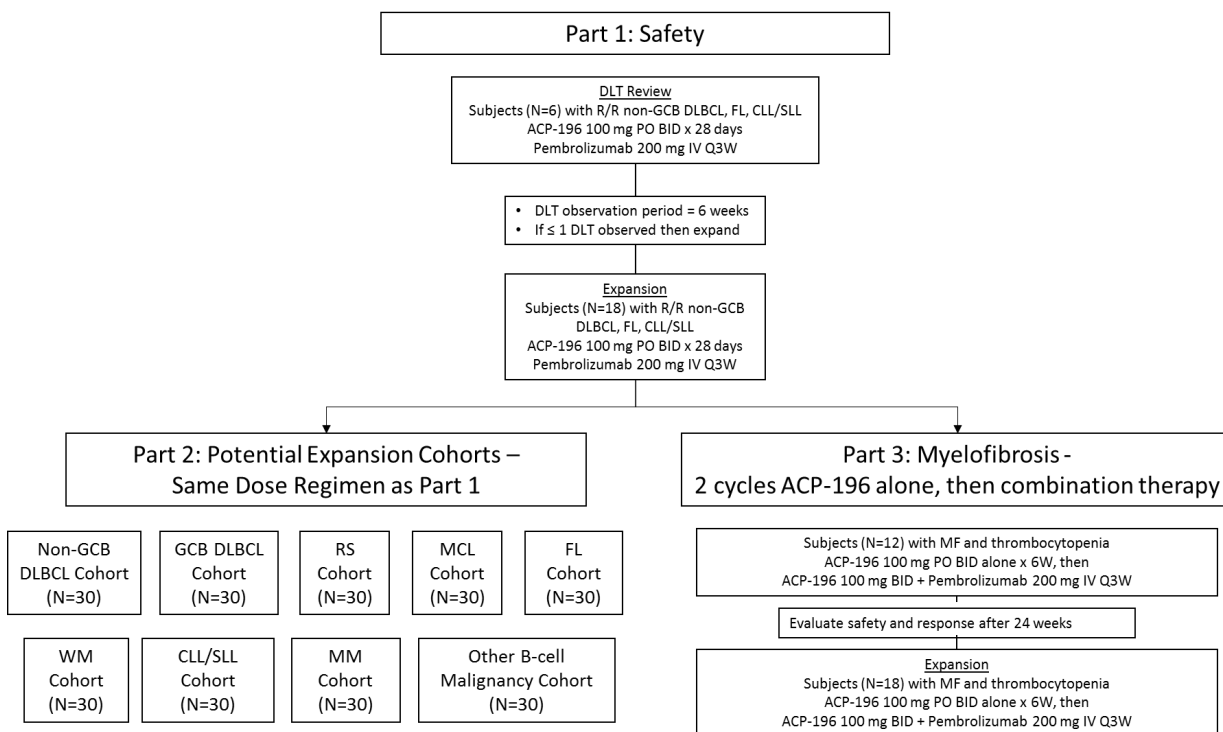 Part 1: Safety
DLT Review
Subjects (N=6) with R/R non-GCB DLBCL, FL, CLL/SLL
ACP-196 100 mg PO BID x 28 days
Pembrolizumab 200 mg IV Q3W
• DLT observation period = 6 weeks
• If ≤ 1 DLT observed then expand
Expansion
Subjects (N=18) with R/R non-GCB
DLBCL, FL, CLL/SLL
ACP-196 100 mg PO BID x 28 days
Pembrolizumab 200 mg IV Q3W
Part 2: Potential Expansion Cohorts –
Same Dose Regimen as Part 1
Non-GCB
DLBCL Cohort
(N=30)
GCB DLBCL
Cohort
(N=30)
RS
Cohort
(N=30)
MCL
Cohort
(N=30)
FL
Cohort
(N=30)
WM
Cohort
(N=30)
CLL/SLL
Cohort
(N=30)
MM
Cohort
(N=30)
Other B-cell
Malignancy Cohort
(N=30)
Part 3: Myelofibrosis -
2 cycles ACP-196 alone, then combination therapy
Subjects (N=12) with MF and thrombocytopenia
ACP-196 100 mg PO BID alone x 6W, then
ACP-196 100 mg BID + Pembrolizumab 200 mg IV Q3W
Evaluate safety and response after 24 weeks
Expansion
Subjects (N=18) with MF and thrombocytopenia
ACP-196 100 mg PO BID alone x 6W, then
ACP-196 100 mg BID + Pembrolizumab 200 mg IV Q3W